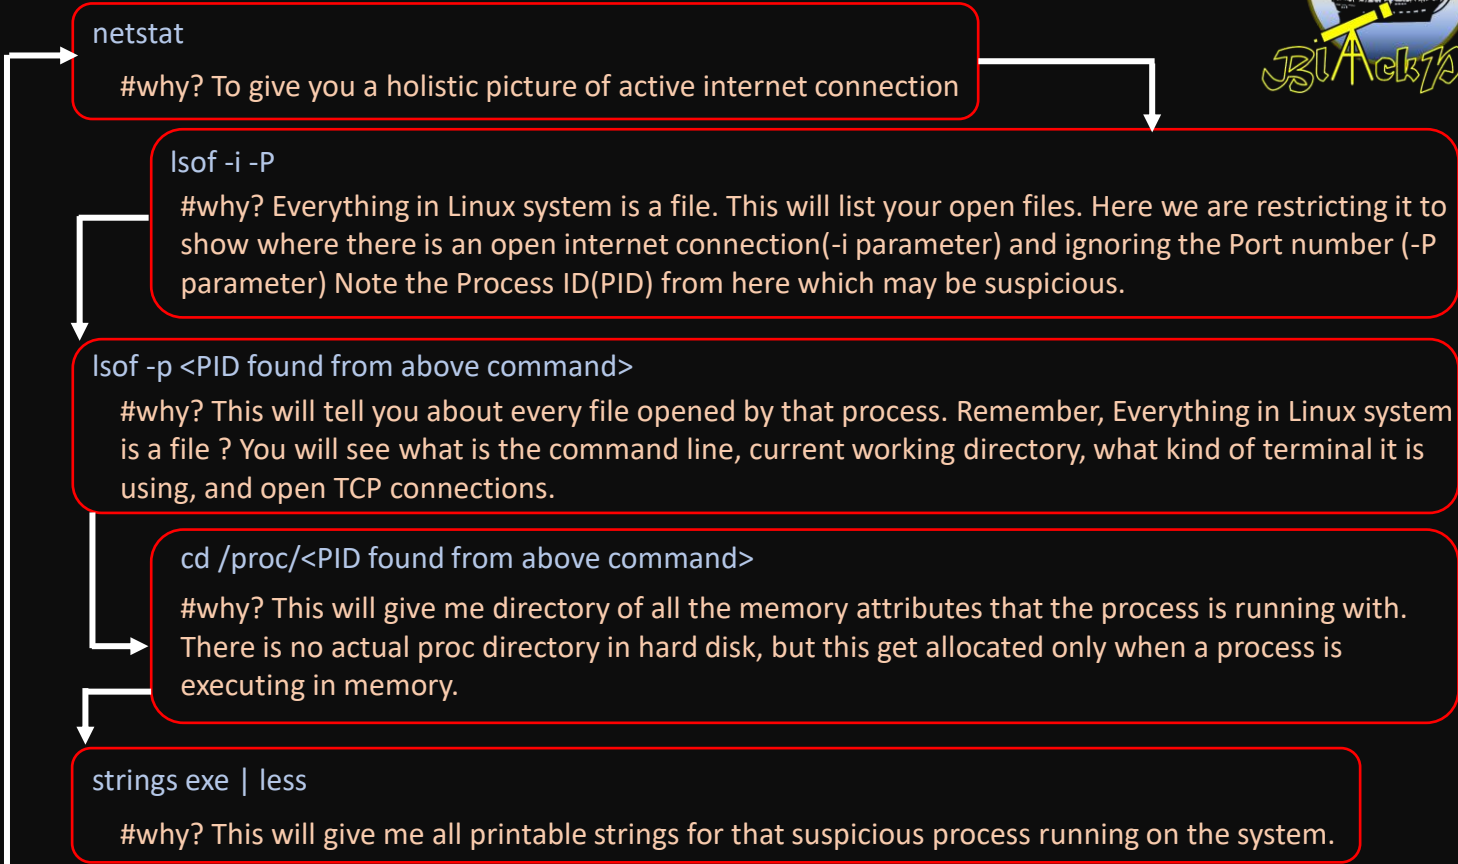 netstat
#why? To give you a holistic picture of active internet connection
lsof -i -P
#why? Everything in Linux system is a file. This will list your open files. Here we are restricting it to
show where there is an open internet connection(-i parameter) and ignoring the Port number (-P
parameter) Note the Process ID(PID) from here which may be suspicious.
lsof -p <PID found from above command>
#why? This will tell you about every file opened by that process. Remember, Everything in Linux system
is a file ? You will see what is the command line, current working directory, what kind of terminal it is
using, and open TCP connections.
cd /proc/<PID found from above command>
#why? This will give me directory of all the memory attributes that the process is running with.
There is no actual proc directory in hard disk, but this get allocated only when a process is
executing in memory.
strings exe | less
#why? This will give me all printable strings for that suspicious process running on the system.